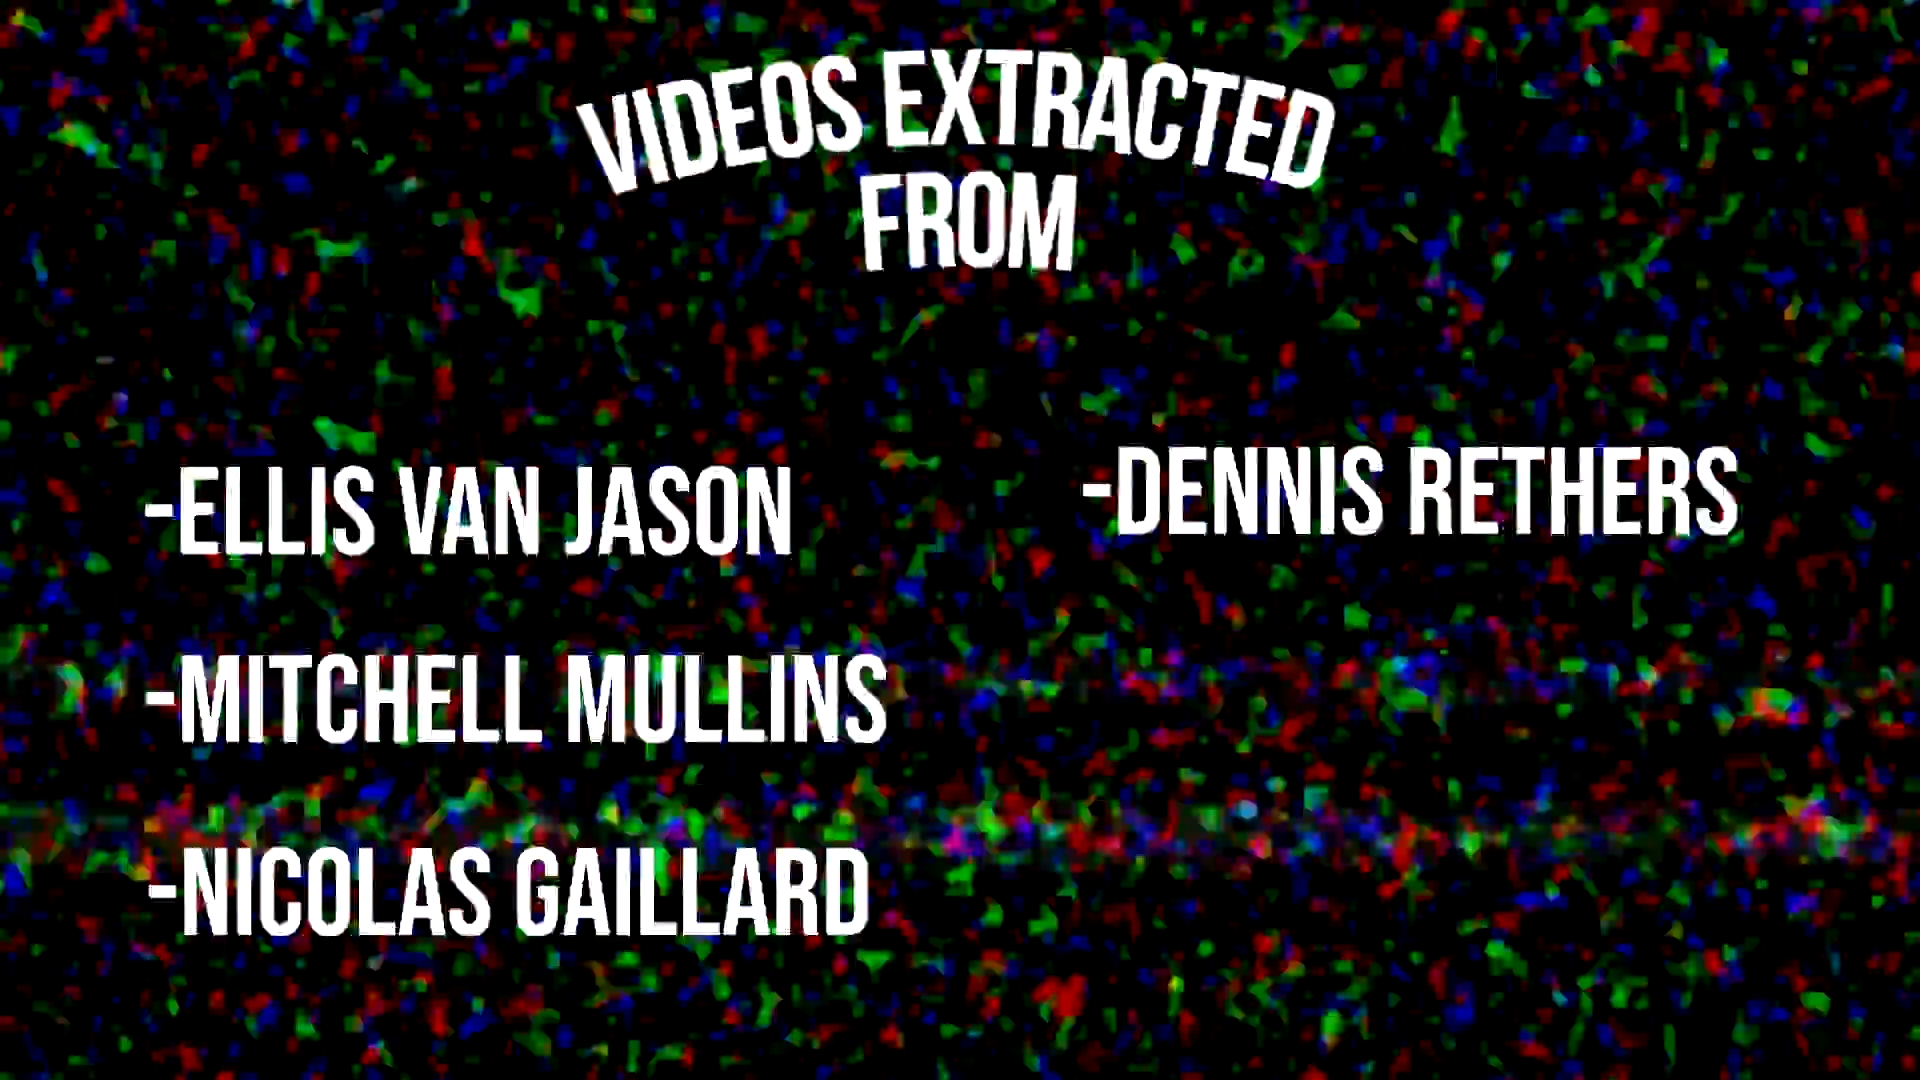 VIDEOS EXTRACTED
FROM
-ELLIS VAN JASON
-MITCHELL MULLINS
-NICOLAS GAILLARD
-DENNIS RETHERS